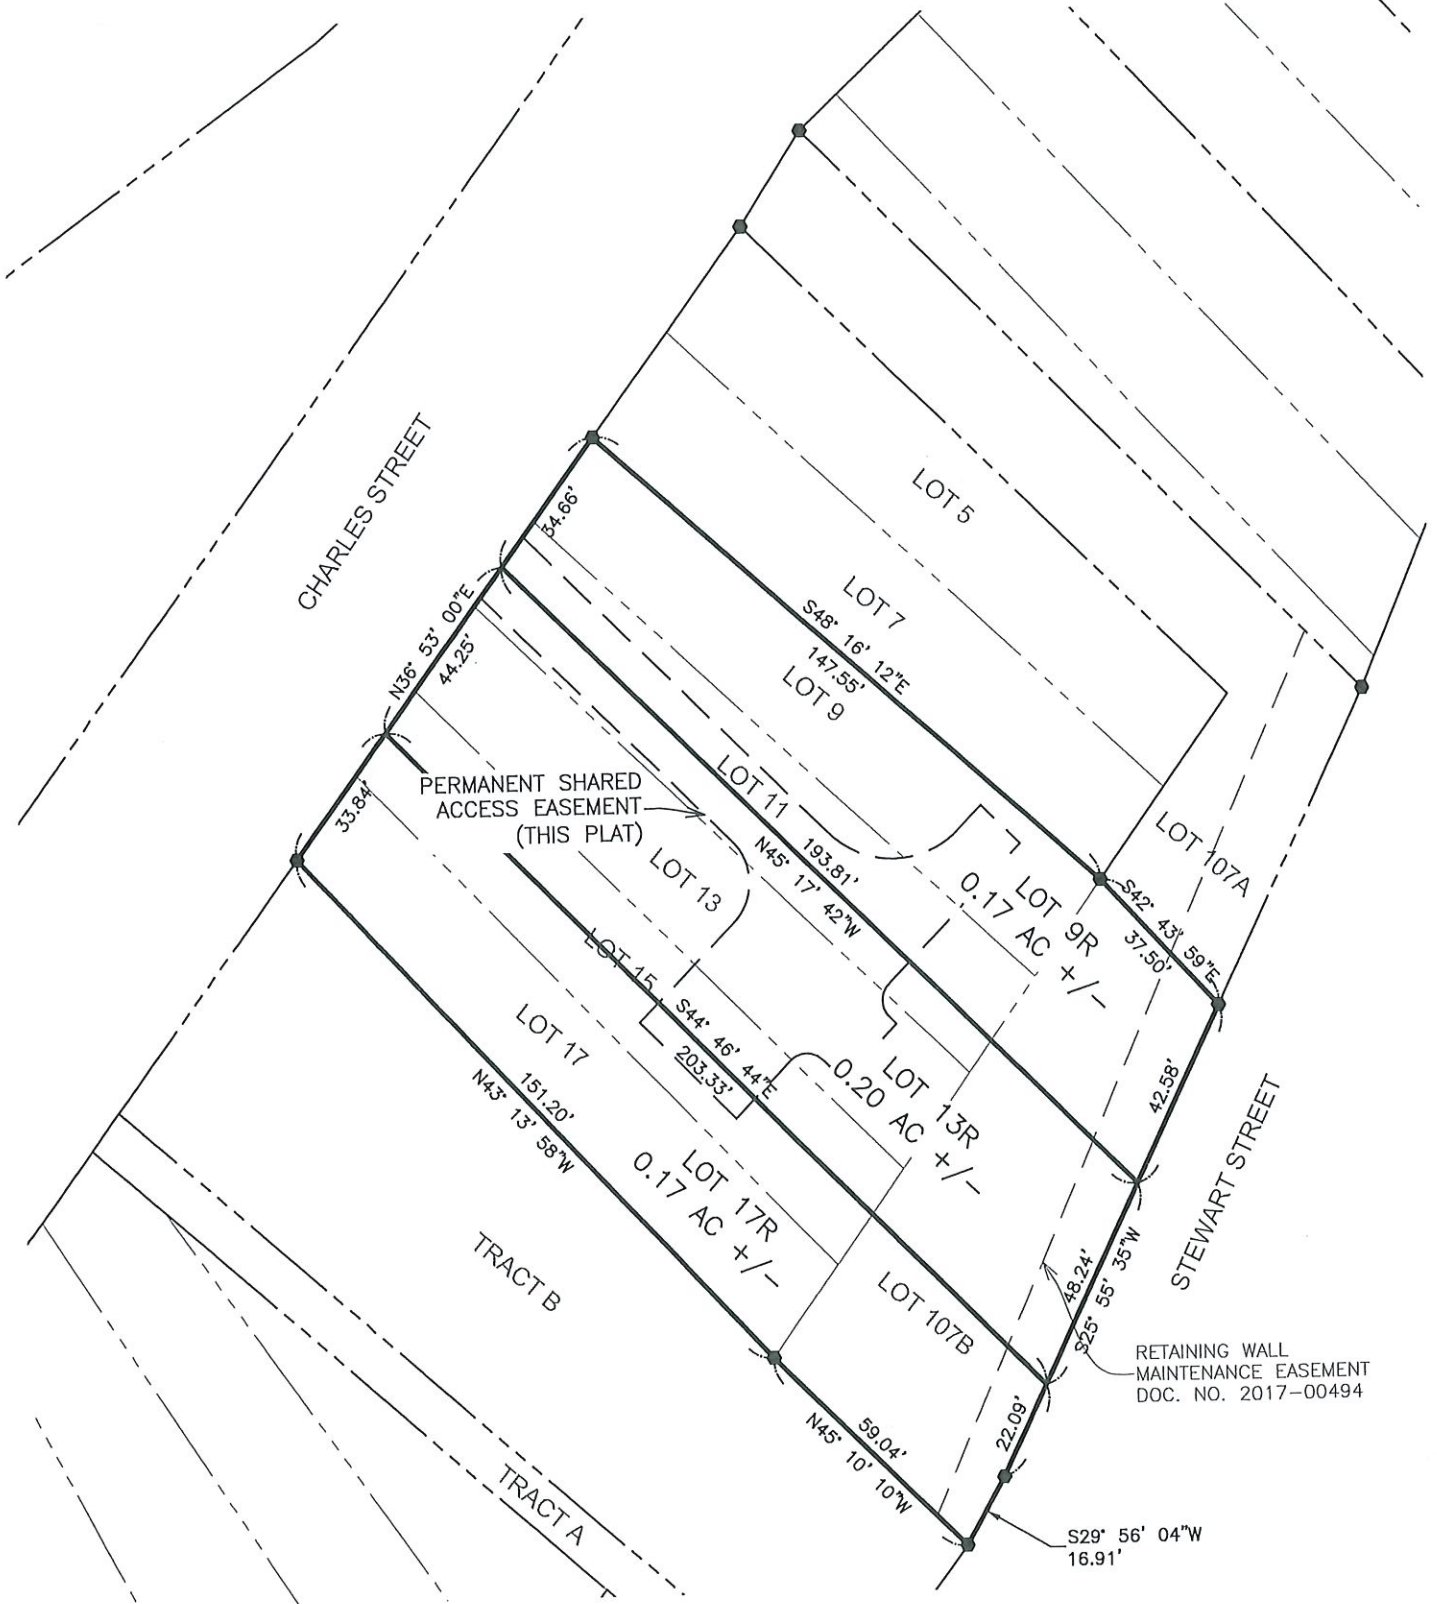 CHARLES STREET
LOT 5
LOT 7
S48° 16' 12"E
147.55'
LOT 9
34.66'
N36° 53' 00"E
44.25'
33.84'
PERMANENT SHARED
ACCESS EASEMENT
(THIS PLAT)
LOT 11
193.81'
N45° 17' 42"W
LOT 13
LOT 15
LOT 17
LOT 107A
LOT 9R
0.17 AC +/-
S42° 43' 59"E
37.50'
S44° 46' 44"E
203.33'
LOT 13R
0.20 AC +/-
151.20'
N43° 13' 58"W
LOT 17R
0.17 AC +/-
42.58'
STEWART STREET
48.24'
S25° 55' 35"W
LOT 107B
TRACT B
RETAINING WALL
MAINTENANCE EASEMENT
DOC. NO. 2017-00494
22.09'
59.04'
N45° 10' 10"W
TRACT A
S29° 56' 04"W
16.91'